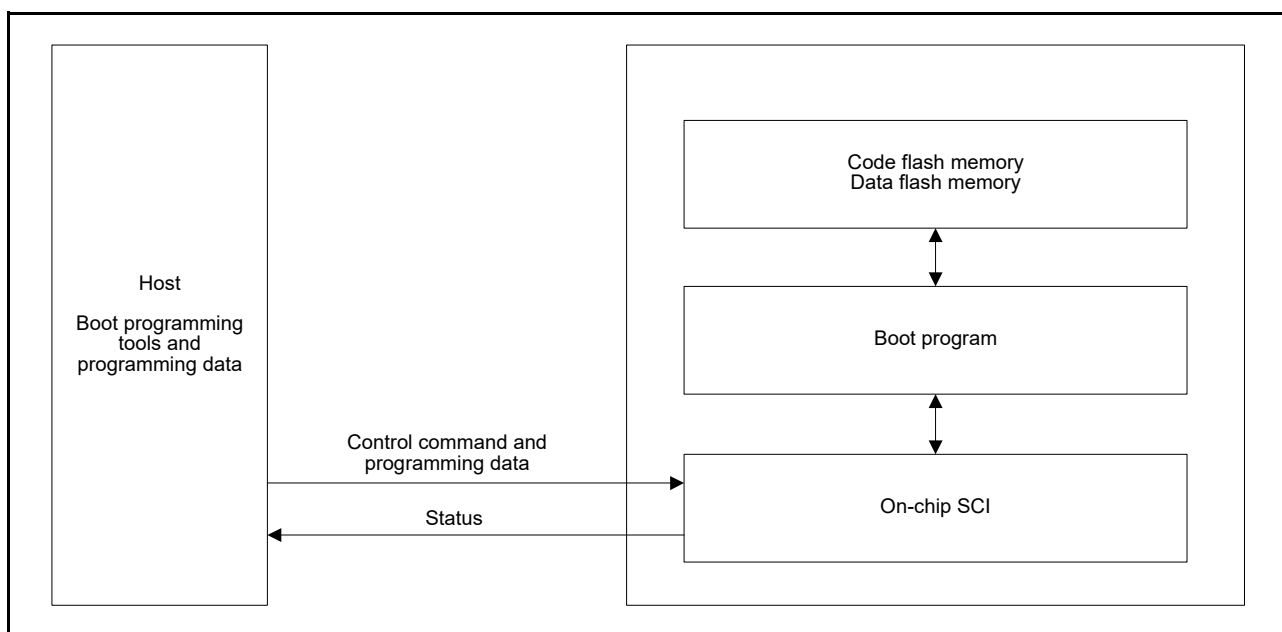 Host
Boot programming
tools and
programming data
Control command and
programming data
Status
Code flash memory
Data flash memory
Boot program
On-chip SCI